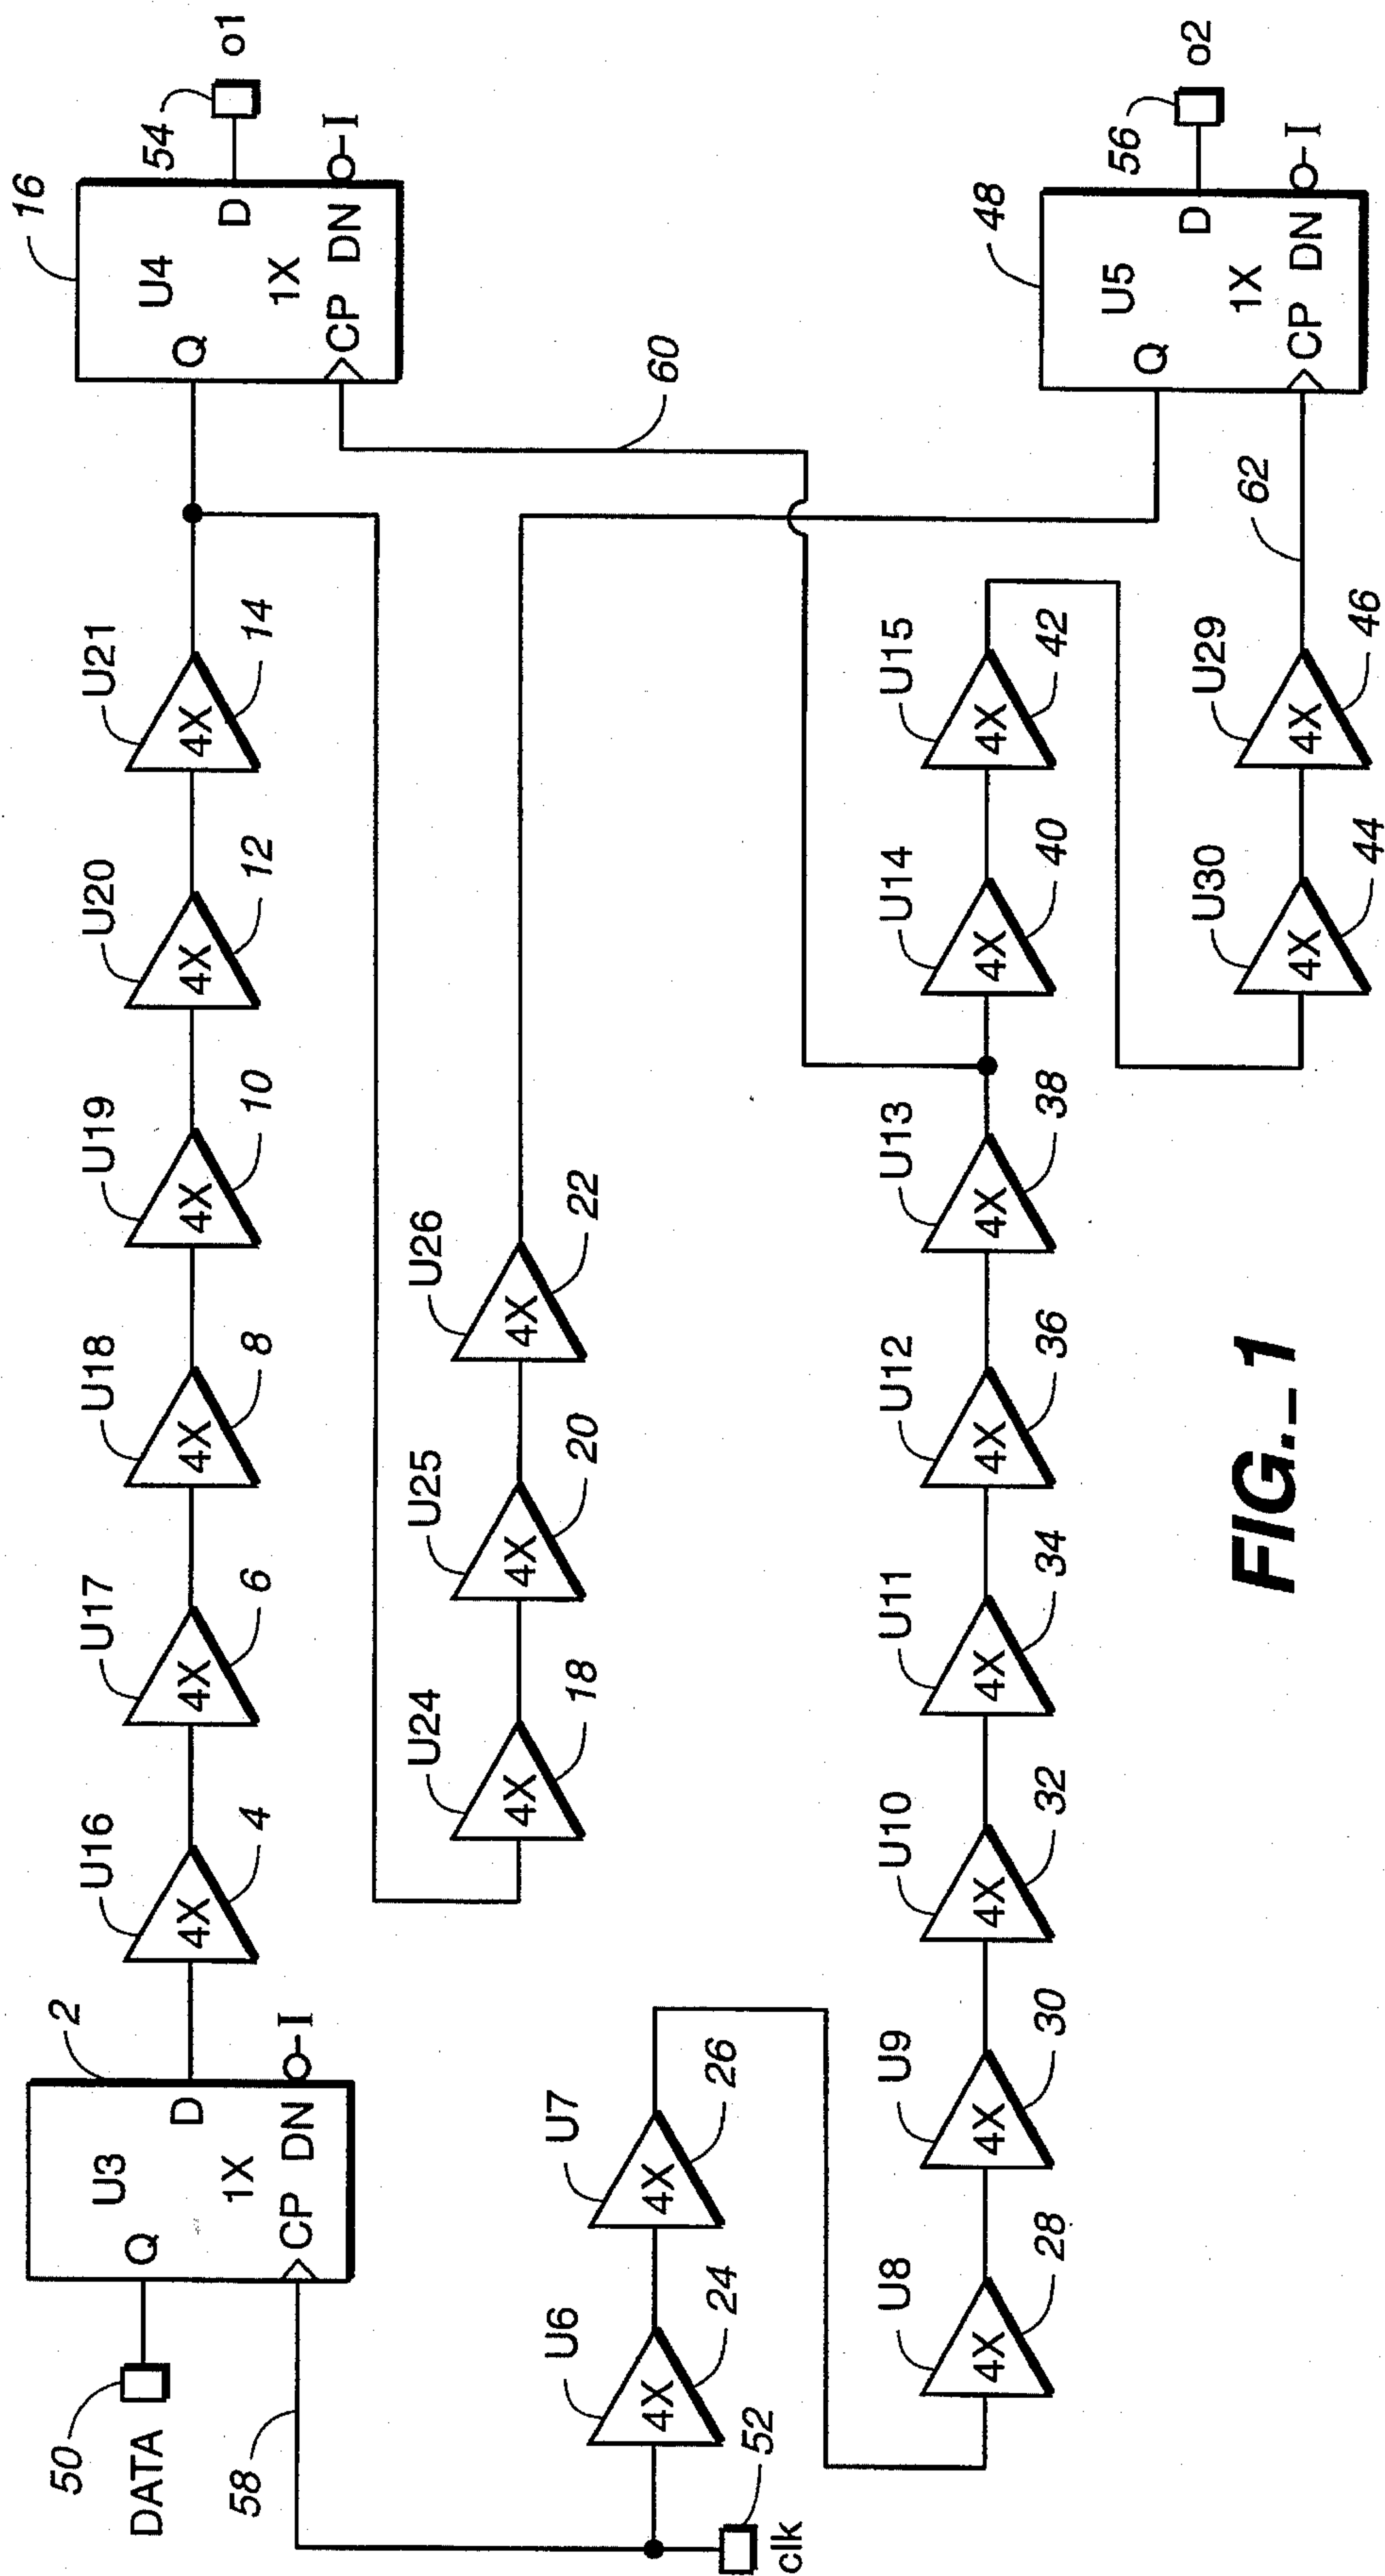 U16 U17 U18 U19 U20 U21
4X 4X 4X 4X 4X 4X
4 6 8 10 12 14
2
U3
Q D
1X
CP DN
I
50
DATA
58
16
U4
Q D
1X
CP DN
I
54
o1
U24 U25 U26
4X 4X 4X
18 20 22
60
U6 U7
4X 4X
24 26
52
clk
U8 U9 U10 U11 U12 U13 U14 U15
4X 4X 4X 4X 4X 4X 4X 4X
28 30 32 34 36 38 40 42
48
U5
Q D
1X
CP DN
I
56
o2
U30 U29
4X 4X
44 46
62
FIG.–1